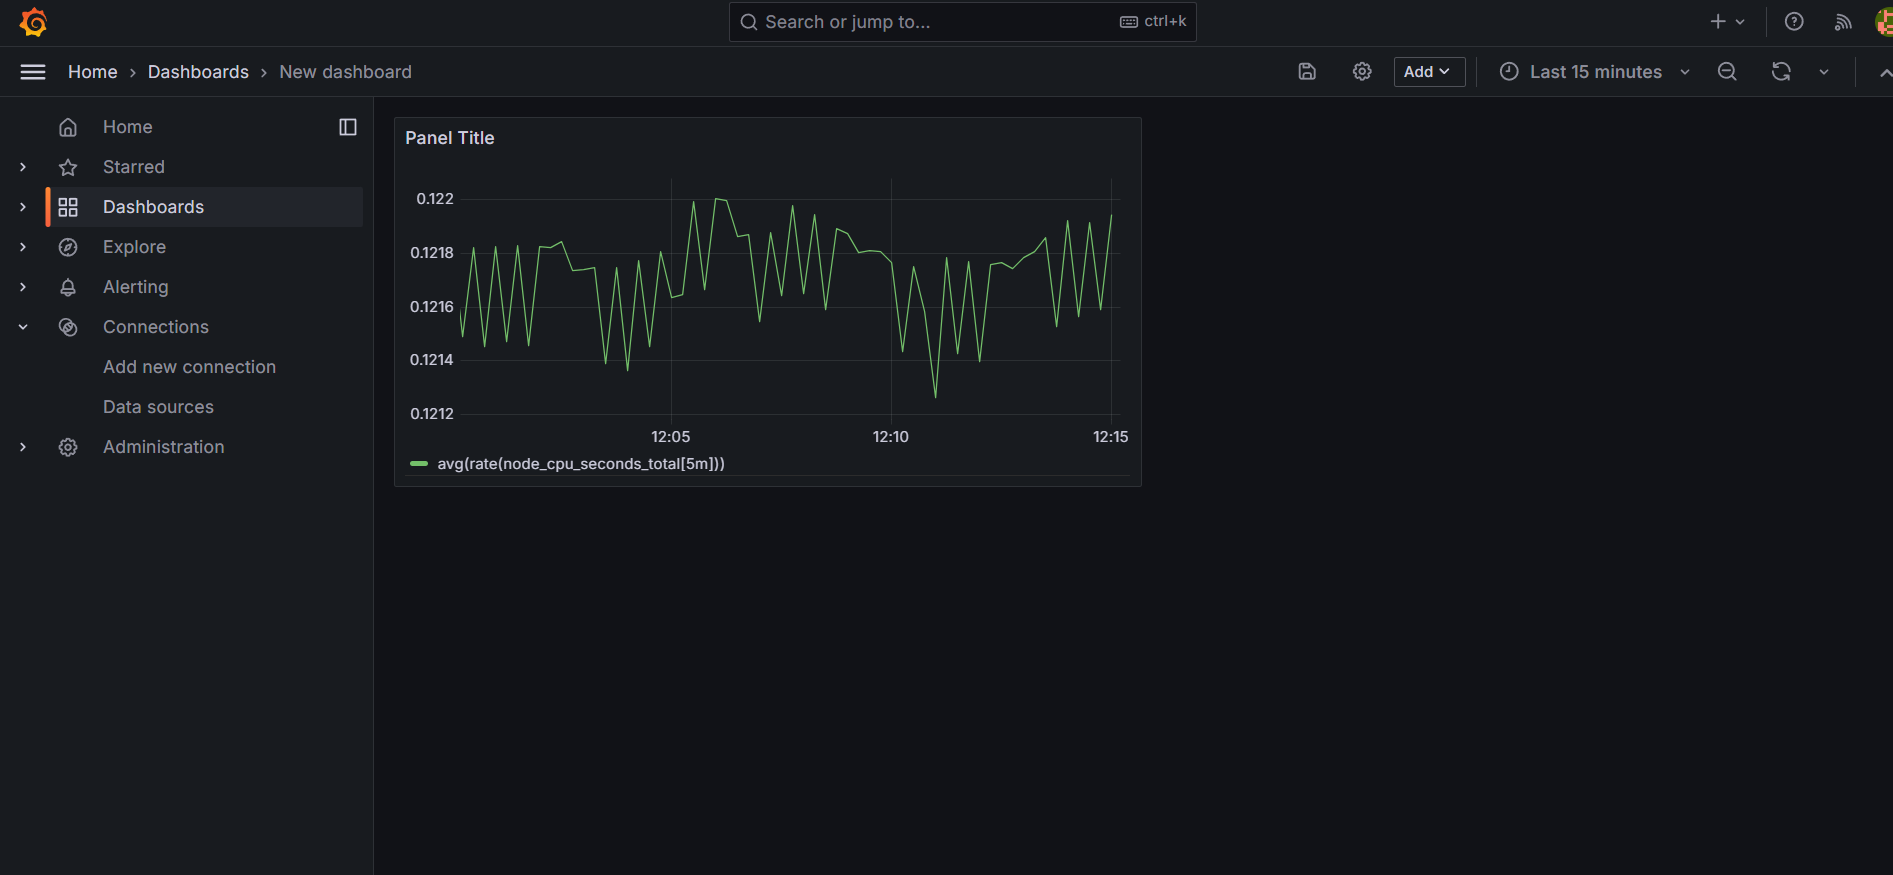 Search or jump to...
ctrl+k
Home
Dashboards
New dashboard
Add
Last 15 minutes
Home
Starred
Dashboards
Explore
Alerting
Connections
Add new connection
Data sources
Administration
Panel Title
0.122
0.1218
0.1216
0.1214
0.1212
12:05
12:10
12:15
avg(rate(node_cpu_seconds_total[5m]))